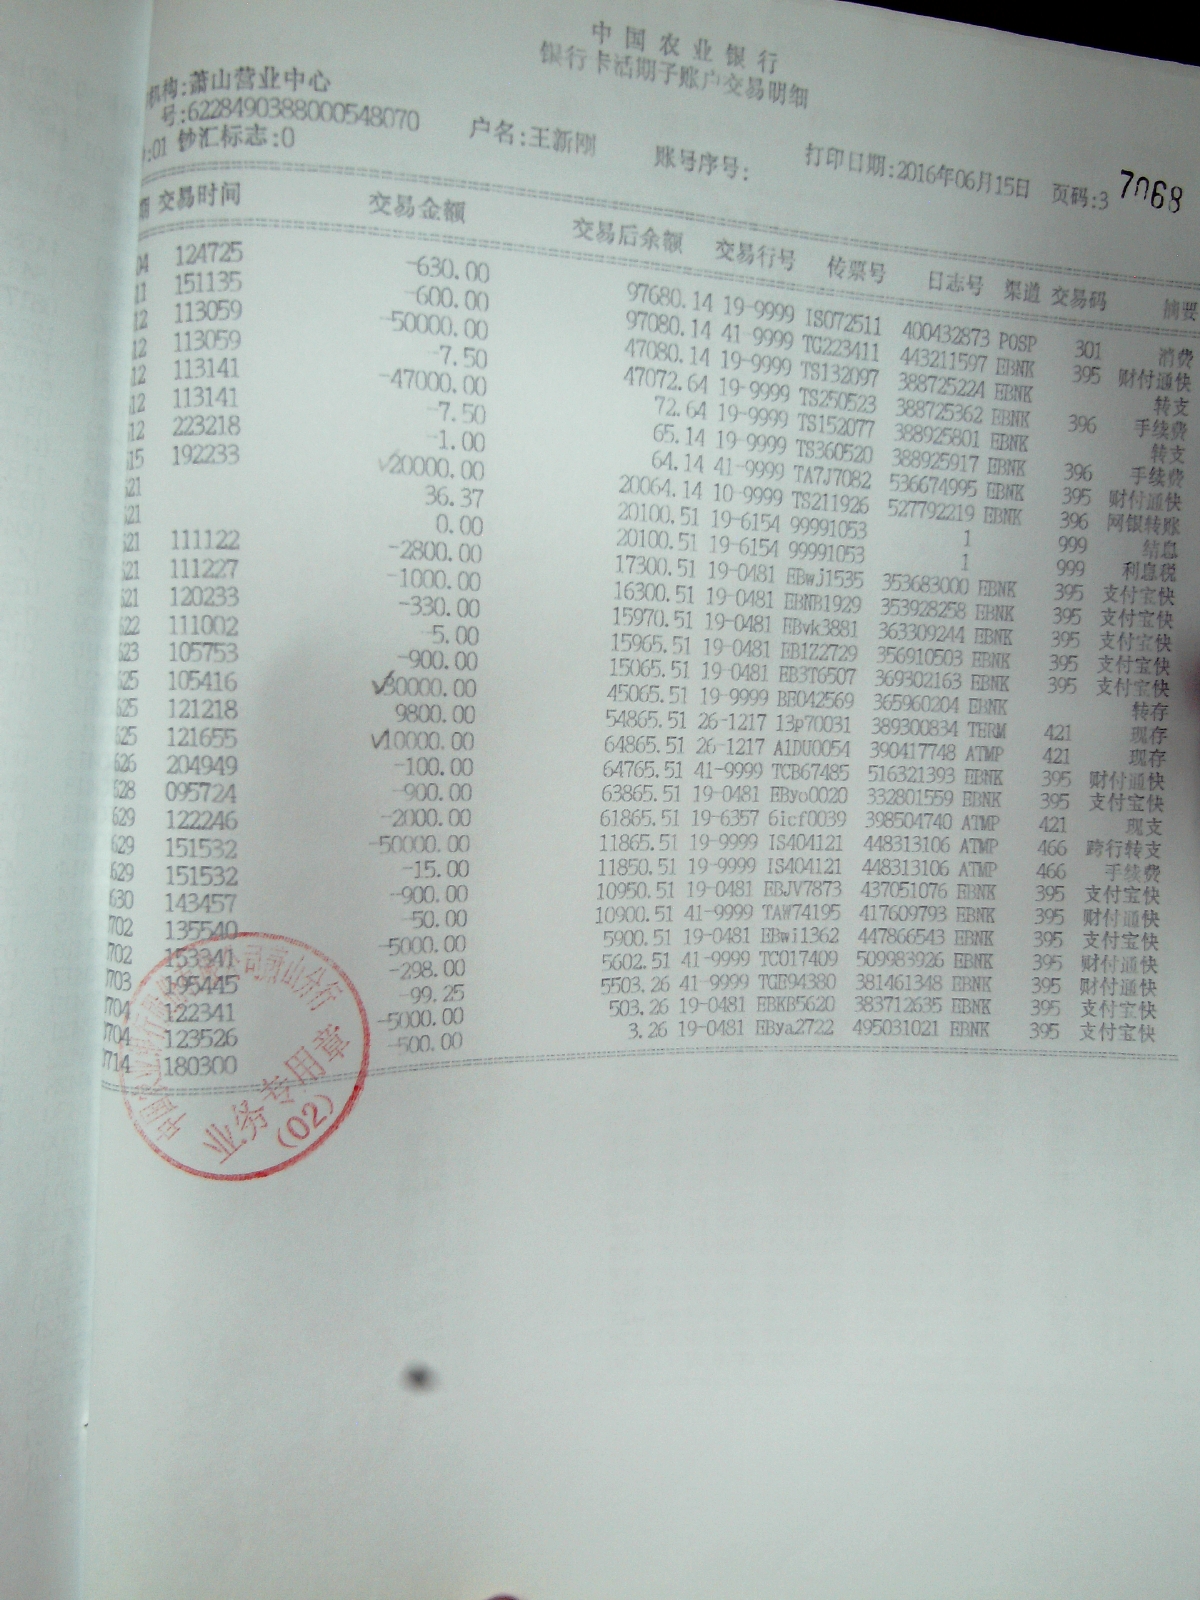 中国农业银行
银行卡活期子账户交易明细
机构:萧山营业中心
号:6228490388000548070 户名:王新刚 账号序号: 打印日期:2016年06月15日 页码:3 7068
:01 钞汇标志:0
期 交易时间 交易金额 交易后余额 交易行号 传票号 日志号 渠道 交易码 摘要
04 124725 -630.00 97680.14 19-9999 IS072511 400432873 POSP 301 消费
11 151135 -600.00 97080.14 41-9999 TG223411 443211597 EBNK 395 财付通快
12 113059 -50000.00 47080.14 19-9999 TS132097 388725224 EBNK 转支
12 113059 -7.50 47072.64 19-9999 TS250523 388725362 EBNK 396 手续费
12 113141 -47000.00 72.64 19-9999 TS152077 388925801 EBNK 转支
12 113141 -7.50 65.14 19-9999 TS360520 388925917 EBNK 396 手续费
12 223218 -1.00 64.14 41-9999 TA7J7082 536674995 EBNK 395 财付通快
15 192233 √20000.00 20064.14 10-9999 TS211926 527792219 EBNK 396 网银转账
621 36.37 20100.51 19-6154 99991053 1 999 结息
621 0.00 20100.51 19-6154 99991053 1 999 利息税
621 111122 -2800.00 17300.51 19-0481 EBwj1535 353683000 EBNK 395 支付宝快
621 111227 -1000.00 16300.51 19-0481 EBNB1929 353928258 EBNK 395 支付宝快
621 120233 -330.00 15970.51 19-0481 EBvk3881 363309244 EBNK 395 支付宝快
622 111002 -5.00 15965.51 19-0481 EB1Z2729 356910503 EBNK 395 支付宝快
623 105753 -900.00 15065.51 19-0481 EB3T6507 369302163 EBNK 395 支付宝快
625 105416 √30000.00 45065.51 19-9999 BE042569 365960204 EBNK 转存
625 121218 9800.00 54865.51 26-1217 13p70031 389300834 TERM 421 现存
625 121655 √10000.00 64865.51 26-1217 A1DU0054 390417748 ATMP 421 现存
626 204949 -100.00 64765.51 41-9999 TCB67485 516321393 EBNK 395 财付通快
628 095724 -900.00 63865.51 19-0481 EByo0020 332801559 EBNK 395 支付宝快
629 122246 -2000.00 61865.51 19-6357 6icf0039 398504740 ATMP 421 现支
629 151532 -50000.00 11865.51 19-9999 IS404121 448313106 ATMP 466 跨行转支
629 151532 -15.00 11850.51 19-9999 IS404121 448313106 ATMP 466 手续费
630 143457 -900.00 10950.51 19-0481 EBJV7873 437051076 EBNK 395 支付宝快
702 135540 -50.00 10900.51 41-9999 TAW74195 417609793 EBNK 395 财付通快
702 153341 -5000.00 5900.51 19-0481 EBwi1362 447866543 EBNK 395 支付宝快
703 195445 -298.00 5602.51 41-9999 TC017409 509983926 EBNK 395 财付通快
704 122341 -99.25 5503.26 41-9999 TGE94380 381461348 EBNK 395 财付通快
704 123526 -5000.00 503.26 19-0481 EBKB5620 383712635 EBNK 395 支付宝快
714 180300 -500.00 3.26 19-0481 EBya2722 495031021 EBNK 395 支付宝快
业务专用章
(02)